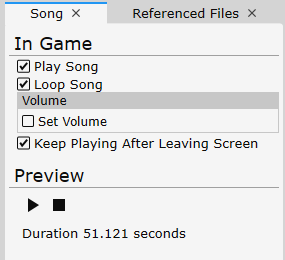 Song × Referenced Files ×
In Game
Play Song
Loop Song
Volume
Set Volume
Keep Playing After Leaving Screen
Preview
Duration 51.121 seconds